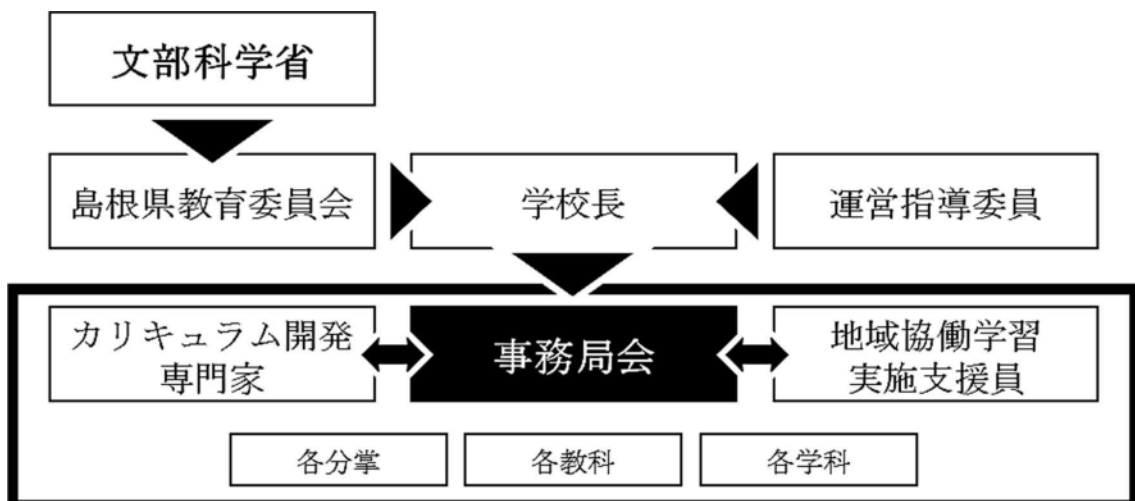 文部科学省
島根県教育委員会
学校長
運営指導委員
カリキュラム開発
専門家
事務局会
地域協働学習
実施支援員
各分掌
各教科
各学科